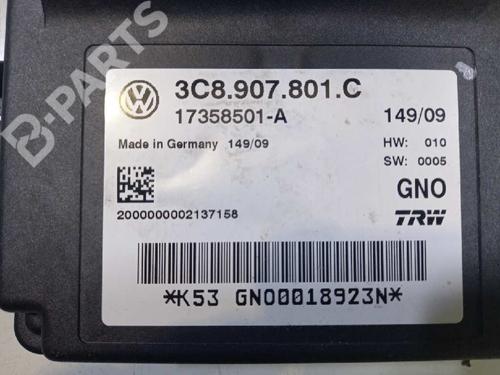 B-PARTS
3C8.907.801.C
17358501-A
149/09
Made in Germany 149/09
HW: 010
SW: 0005
GNO
2000000002137158
TRW
*K53 GNO0018923N*